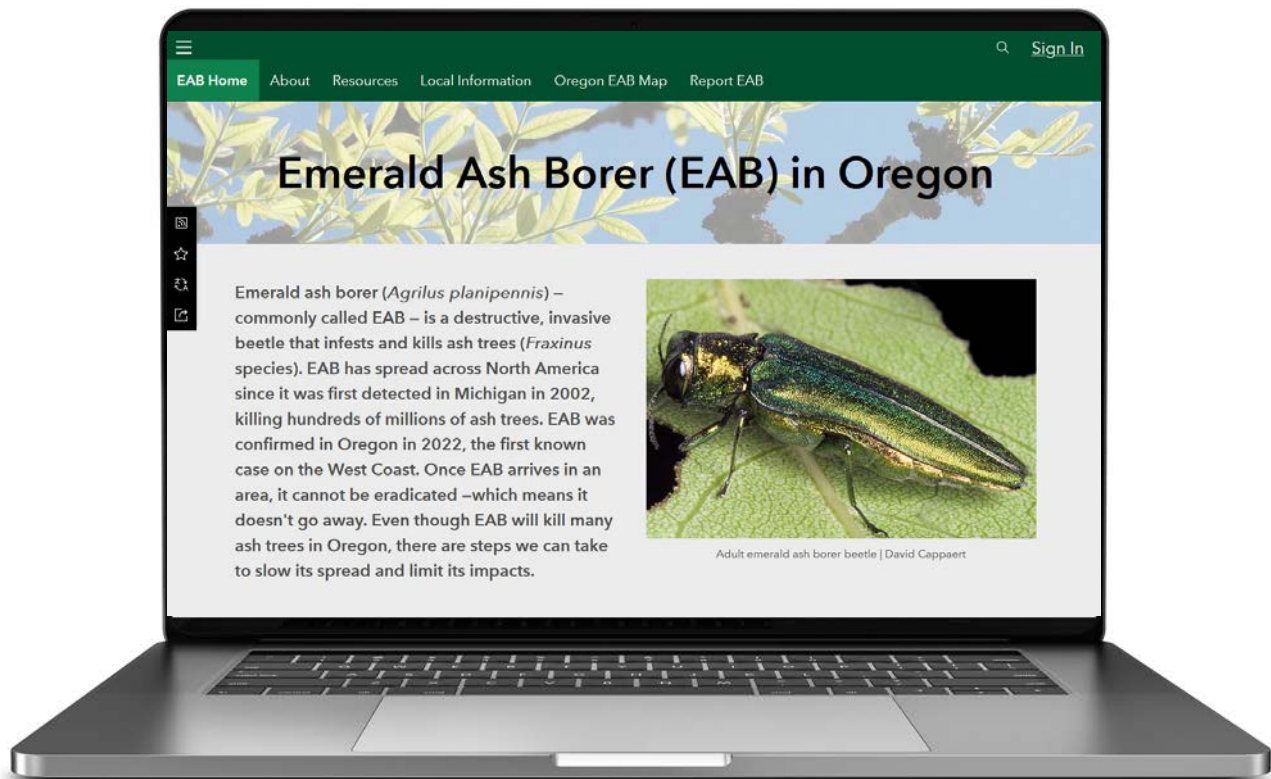 Sign In
EAB Home About Resources Local Information Oregon EAB Map Report EAB
Emerald Ash Borer (EAB) in Oregon
Emerald ash borer (Agrilus planipennis) –
commonly called EAB – is a destructive, invasive
beetle that infests and kills ash trees (Fraxinus
species). EAB has spread across North America
since it was first detected in Michigan in 2002,
killing hundreds of millions of ash trees. EAB was
confirmed in Oregon in 2022, the first known
case on the West Coast. Once EAB arrives in an
area, it cannot be eradicated –which means it
doesn't go away. Even though EAB will kill many
ash trees in Oregon, there are steps we can take
to slow its spread and limit its impacts.
Adult emerald ash borer beetle | David Cappaert